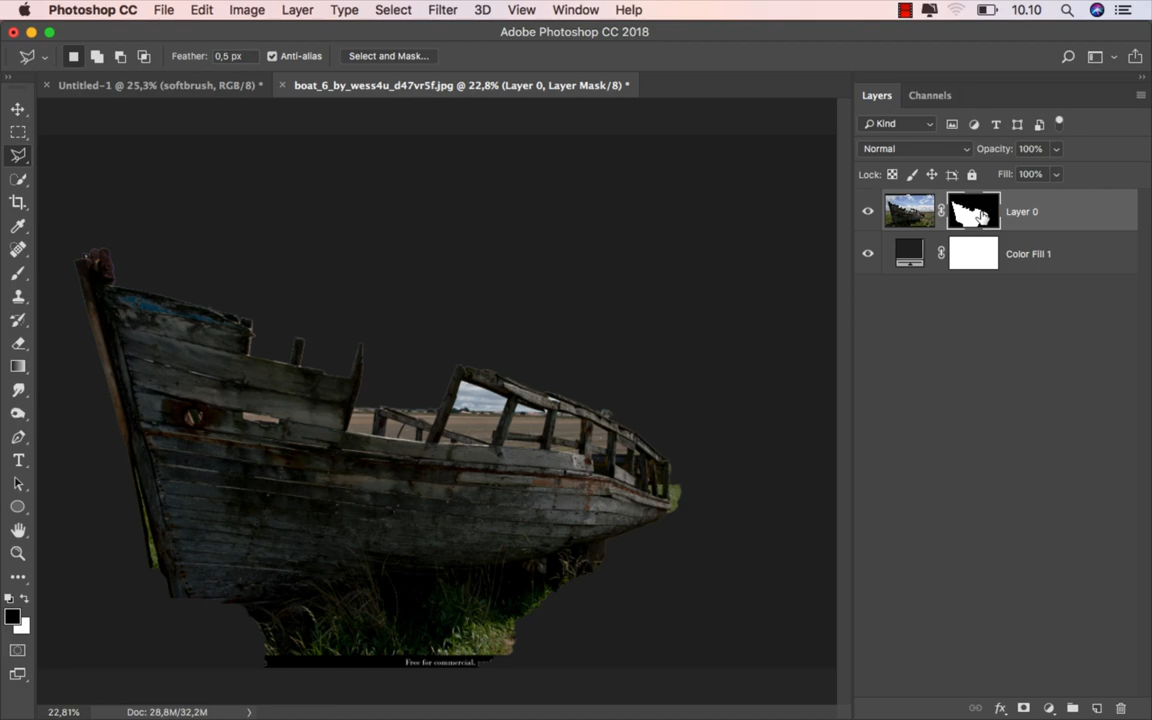 Photoshop CC File Edit Image Layer Type Select Filter 3D View Window Help 10.10
Adobe Photoshop CC 2018
Feather: 0,5 px Anti-alias Select and Mask...
Untitled-1 @ 25,3% (softbrush, RGB/8) * boat_6_by_wess4u_d47vr5f.jpg @ 22,8% (Layer 0, Layer Mask/8) *
Layers Channels
Kind
Normal Opacity: 100%
Lock: Fill: 100%
Layer 0
Color Fill 1
Free for commercial.
22,81% Doc: 28,8M/32,2M